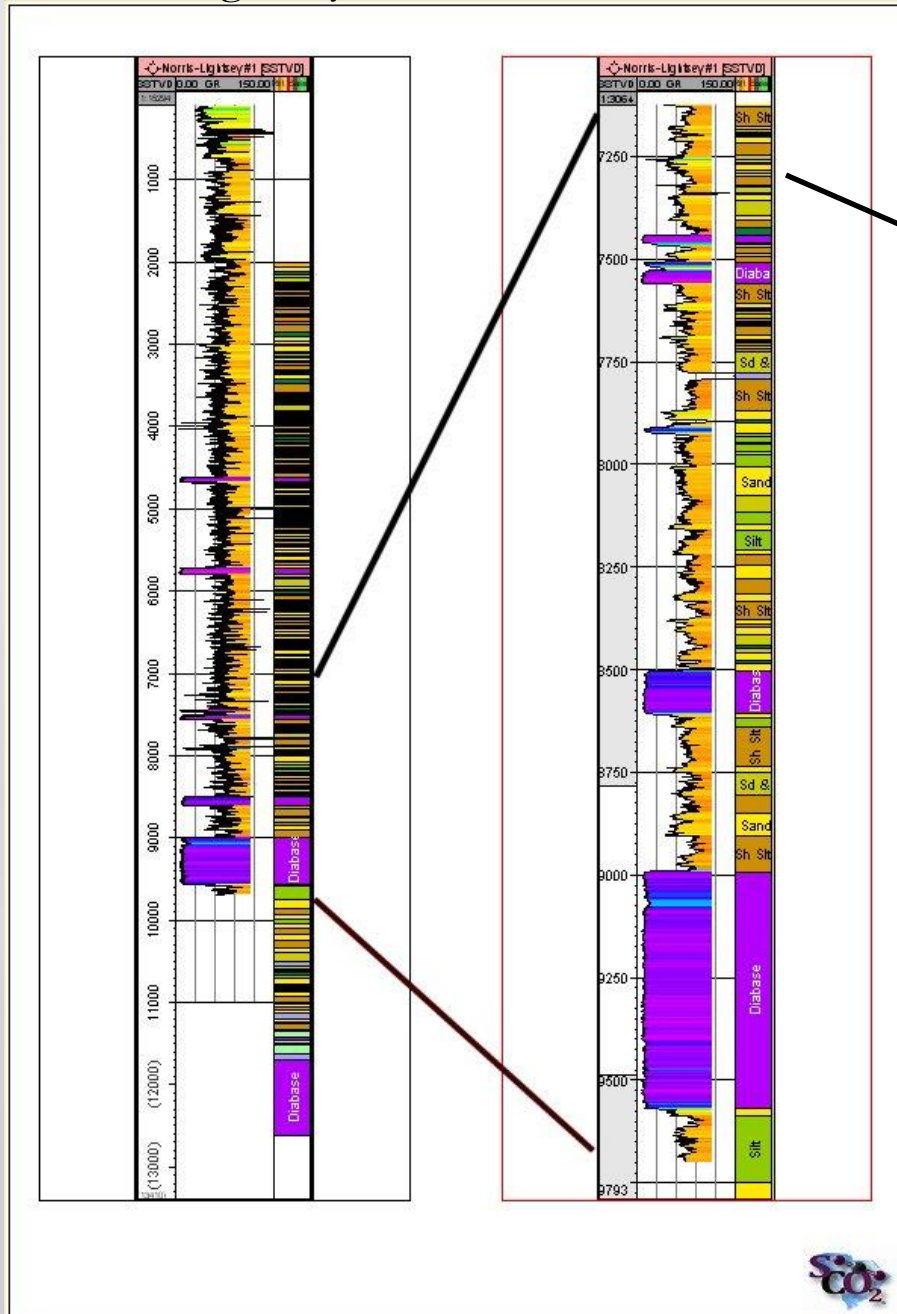 Norris-Lightsey#1 [SSTVD]
SSTVD 0.00 GR 150.00
1:15294
1000
2000
3000
4000
5000
6000
7000
8000
9000
10000
11000
(12000)
(13000)
Diabase
Diabase
Norris-Lightsey#1 [SSTVD]
SSTVD 0.00 GR 150.00
1:3064
7250
7500
7750
8000
8250
8500
8750
9000
9250
9500
9793
Sh Slt
Diaba
Sh Slt
Sd &
Sh Slt
Sand
Silt
Sh Slt
Diabas
Sh Slt
Sd &
Sand
Sh Slt
Diabase
Silt
SCO2